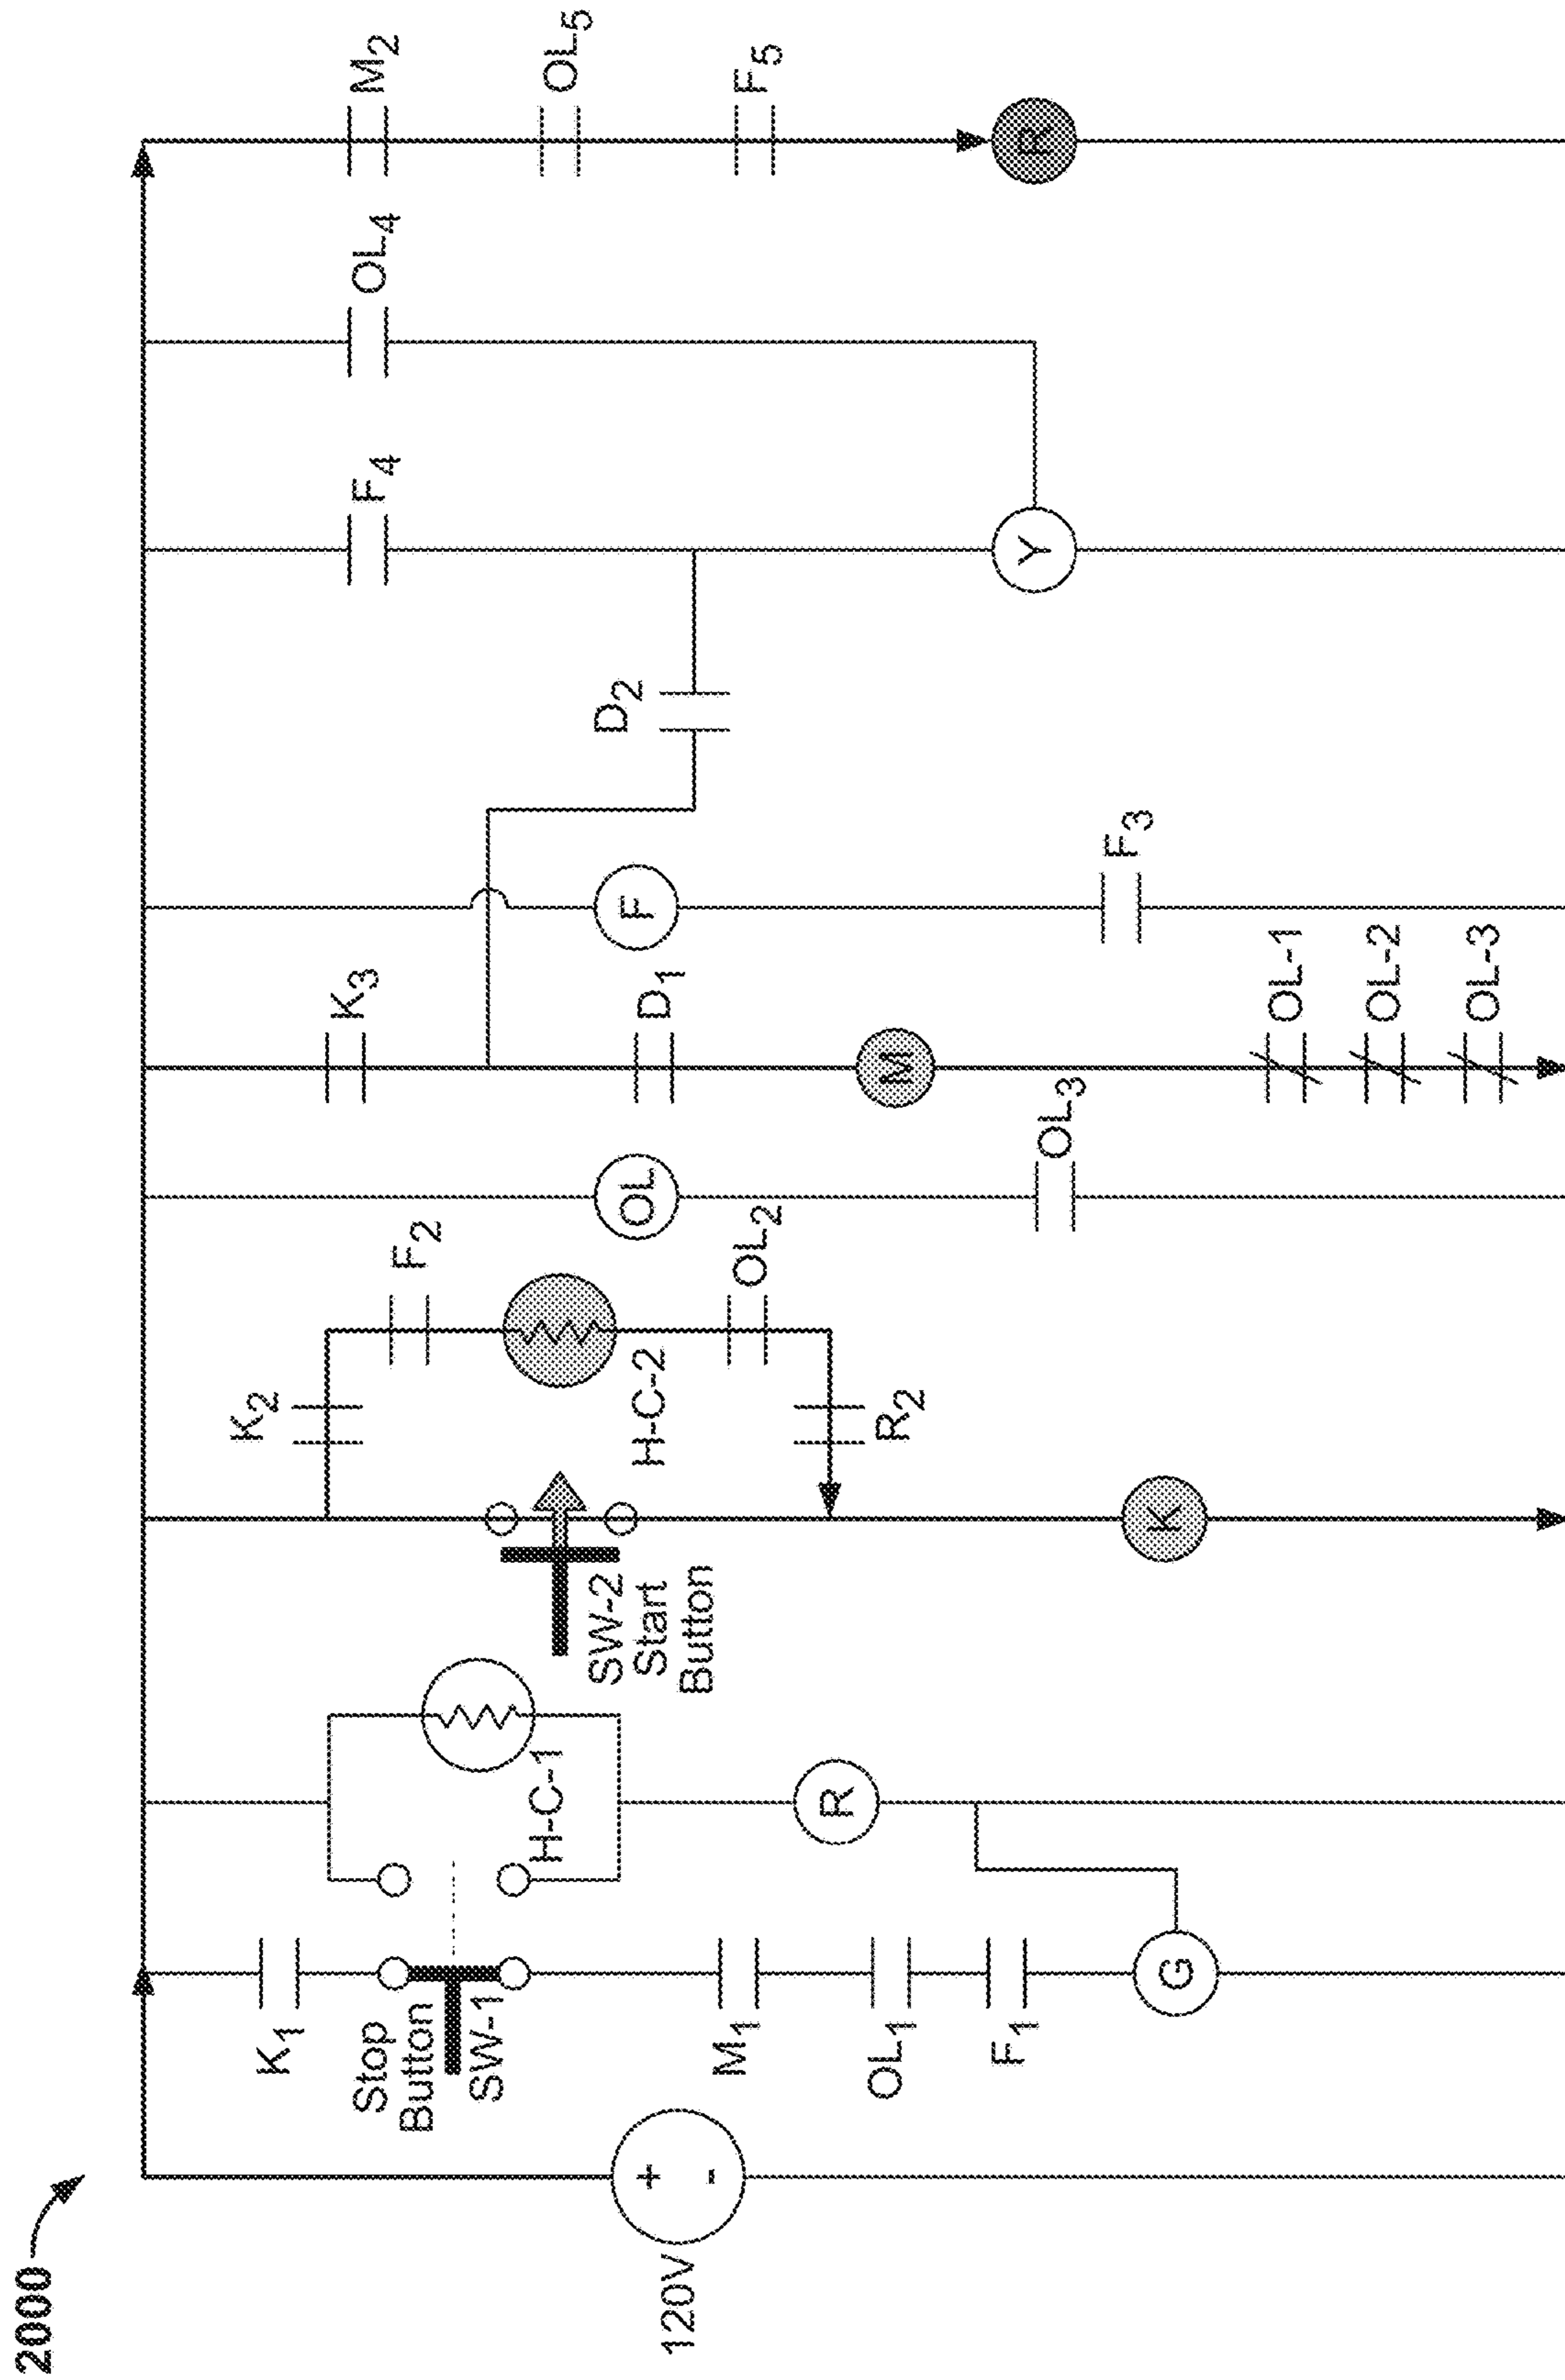 2000
120V
+
-
K1
Stop
Button
SW-1
M1
OL1
F1
G
H-C-1
R
SW-2
Start
Button
K2
F2
H-C-2
OL2
R2
K
OL
OL3
K3
D1
M
OL-1
OL-2
OL-3
F
F3
D2
F4
Y
OL4
M2
OL5
F5
R